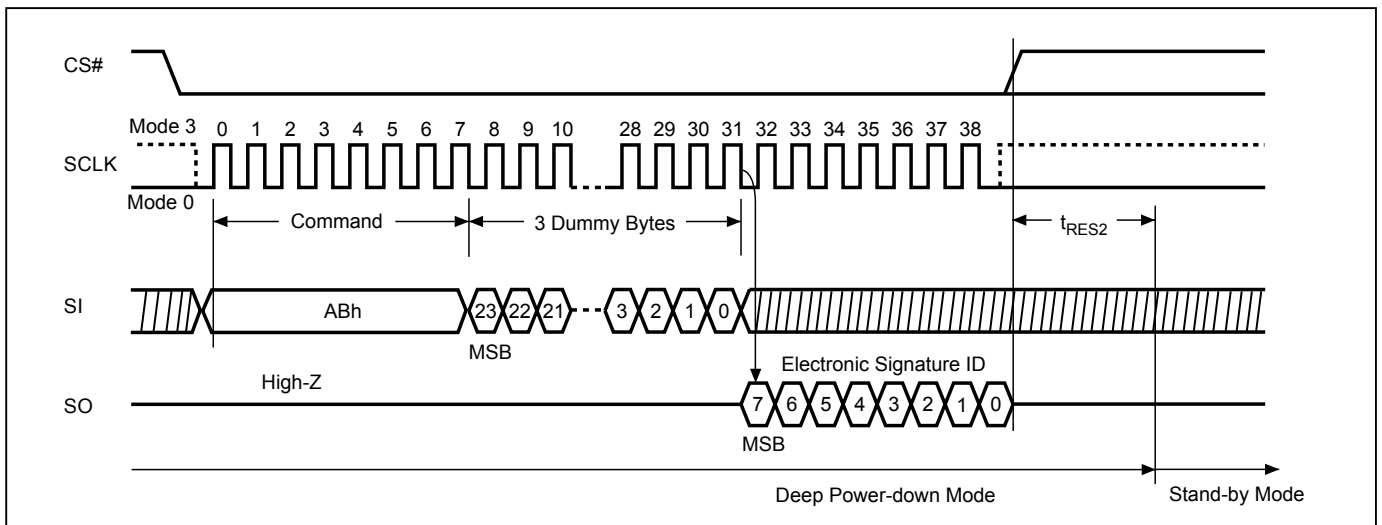 CS#
Mode 3 0 1 2 3 4 5 6 7 8 9 10 28 29 30 31 32 33 34 35 36 37 38
SCLK
Mode 0
Command 3 Dummy Bytes tRES2
SI ABh 23 22 21 3 2 1 0
MSB
Electronic Signature ID
High-Z
SO 7 6 5 4 3 2 1 0
MSB
Deep Power-down Mode Stand-by Mode